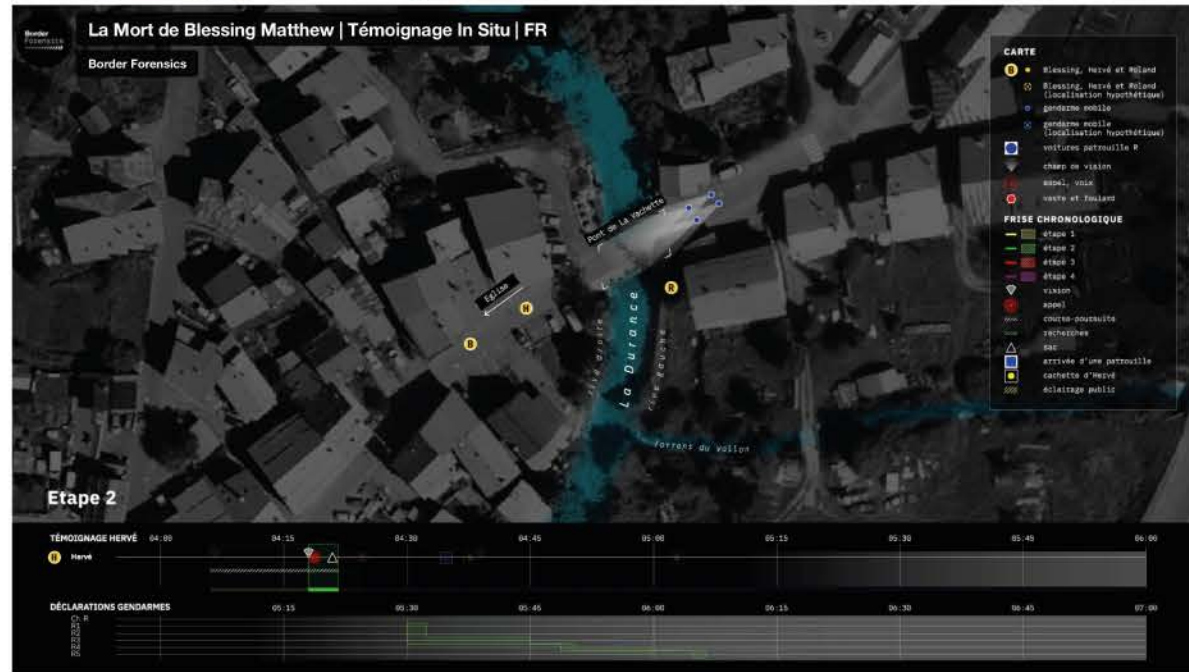 Border Forensics
La Mort de Blessing Matthew | Témoignage In Situ | FR
Border Forensics
CARTE
B Blessing, Hervé et Roland
Blessing, Hervé et Roland
(localisation hypothétique)
gendarme mobile
gendarme mobile
(localisation hypothétique)
voitures patrouille R
champ de vision
appel, voix
veste et foulard
FRISE CHRONOLOGIQUE
étape 1
étape 2
étape 3
étape 4
vision
appel
course-poursuite
recherches
sac
arrivée d'une patrouille
cachette d'Hervé
éclairage public
Pont de La Vachette
Eglise
H
B
R
rive droite
La Durance
rive gauche
Torrent du vallon
Etape 2
TÉMOIGNAGE HERVÉ 04:00 04:15 04:30 04:45 05:00 05:15 05:30 05:45 06:00
H Hervé
DÉCLARATIONS GENDARMES 05:15 05:30 05:45 06:00 06:15 06:30 06:45 07:00
Ch R
R1
R2
R3
R4
R5